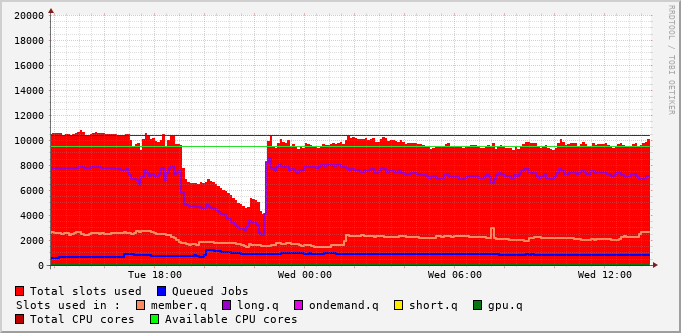 RRDTOOL / TOBI OETIKER
20000
18000
16000
14000
12000
10000
8000
6000
4000
2000
0
Tue 18:00 Wed 00:00 Wed 06:00 Wed 12:00
Total slots used Queued Jobs
Slots used in : member.q long.q ondemand.q short.q gpu.q
Total CPU cores Available CPU cores